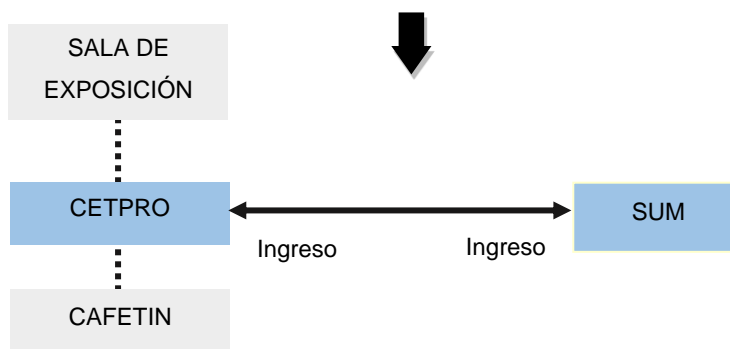 SALA DE
EXPOSICIÓN
CETPRO
SUM
Ingreso
Ingreso
CAFETIN